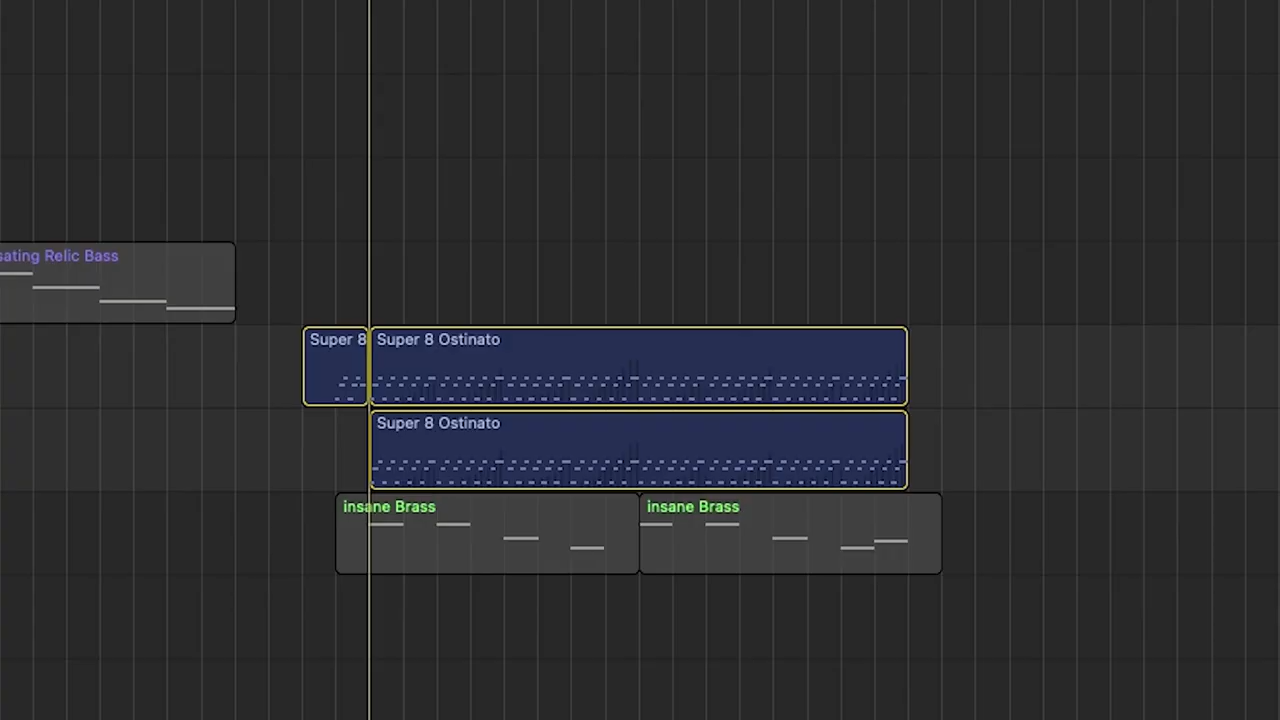 sating Relic Bass
Super 8
Super 8 Ostinato
Super 8 Ostinato
insane Brass
insane Brass